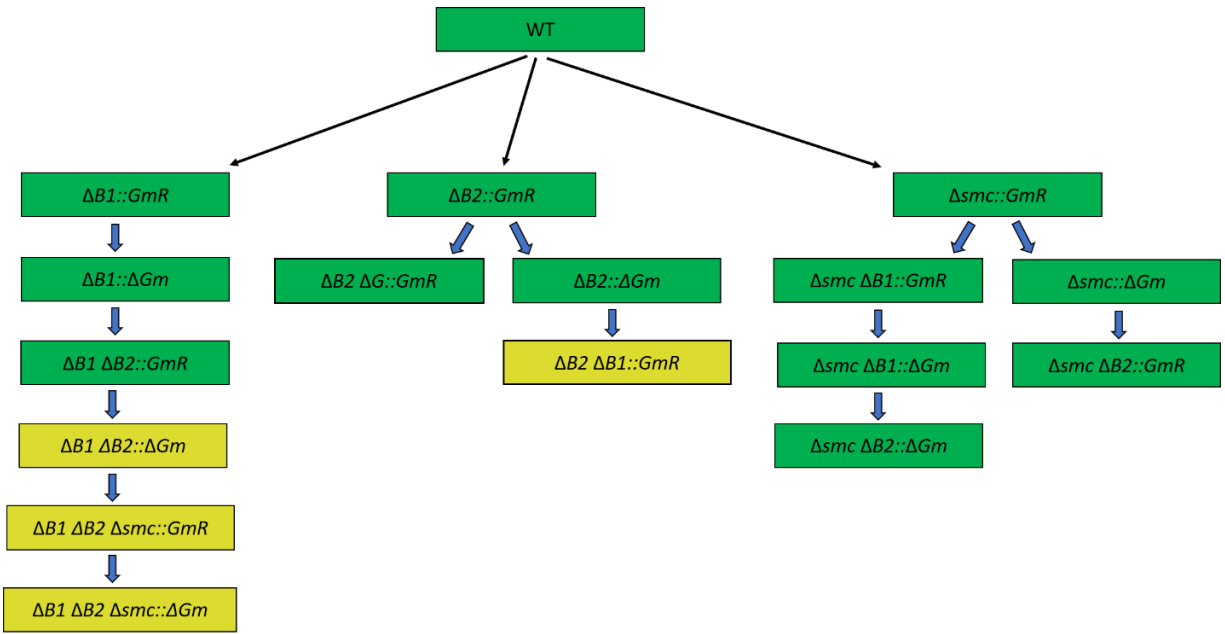 WT
ΔB1::GmR
ΔB2::GmR
Δsmc::GmR
ΔB1::ΔGm
ΔB2 ΔG::GmR
ΔB2::ΔGm
Δsmc ΔB1::GmR
Δsmc::ΔGm
ΔB1 ΔB2::GmR
ΔB2 ΔB1::GmR
Δsmc ΔB1::ΔGm
Δsmc ΔB2::GmR
ΔB1 ΔB2::ΔGm
Δsmc ΔB2::ΔGm
ΔB1 ΔB2 Δsmc::GmR
ΔB1 ΔB2 Δsmc::ΔGm